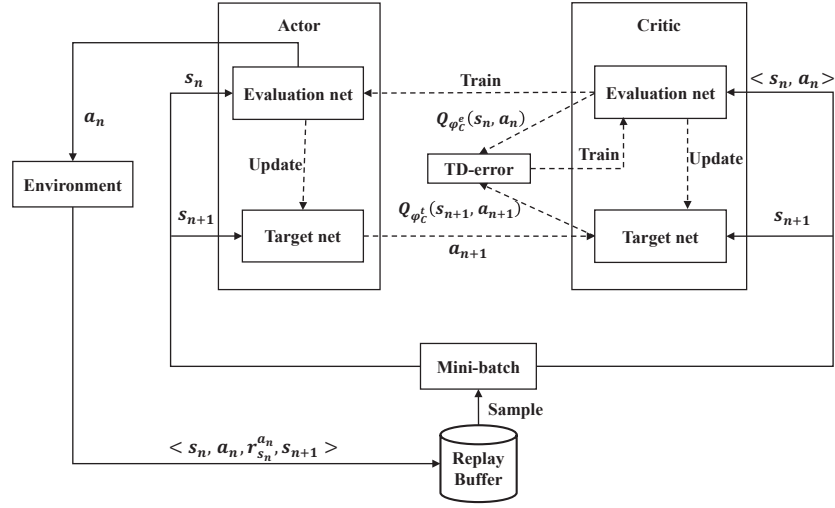 Actor
Critic
s_n
Evaluation net
Train
Evaluation net
< s_n, a_n >
a_n
Q_{φ_C^e}(s_n, a_n)
Update
Train
Update
Environment
TD-error
s_{n+1}
Q_{φ_C^t}(s_{n+1}, a_{n+1})
s_{n+1}
Target net
a_{n+1}
Target net
Mini-batch
Sample
< s_n, a_n, r_{s_n}^{a_n}, s_{n+1} >
Replay
Buffer